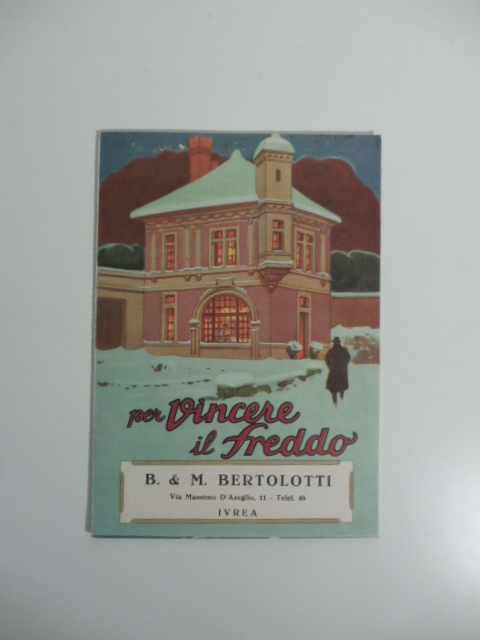 per Vincere
il Freddo
B. & M. BERTOLOTTI
Via Massimo D'Azeglio, 11 - Telef. 45
IVREA